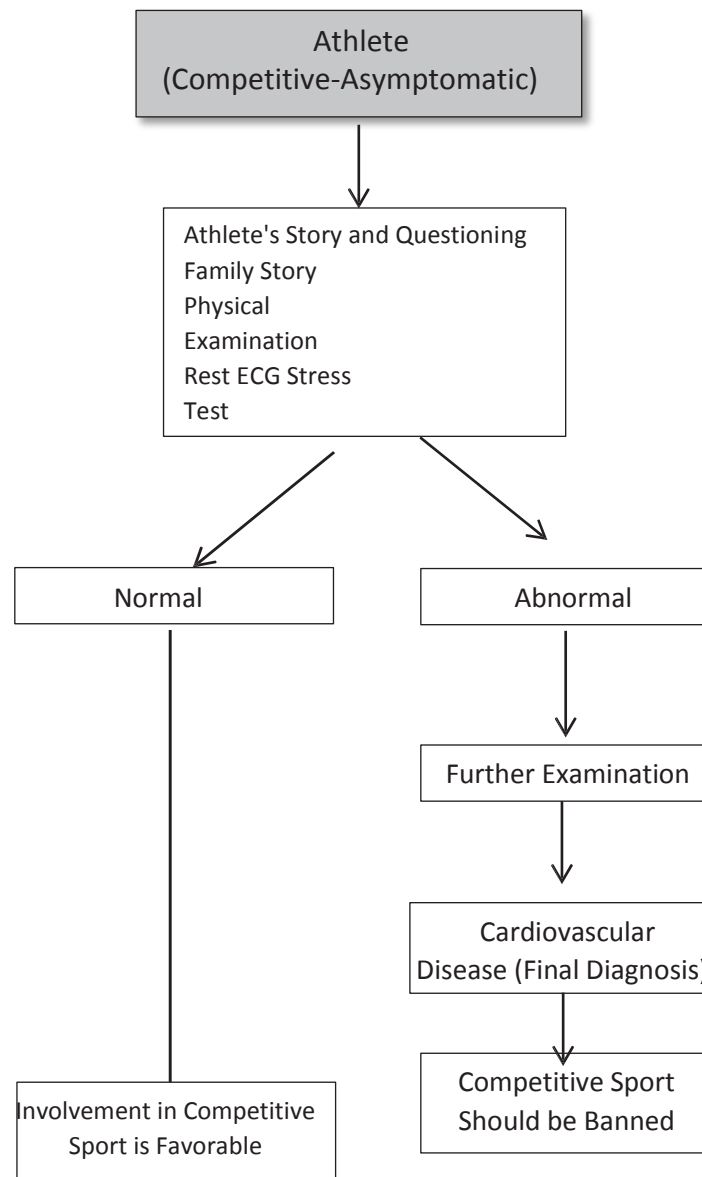 Athlete
(Competitive-Asymptomatic)
Athlete's Story and Questioning
Family Story
Physical
Examination
Rest ECG Stress
Test
Normal
Abnormal
Further Examination
Cardiovascular
Disease (Final Diagnosis)
Competitive Sport
Should be Banned
Involvement in Competitive
Sport is Favorable